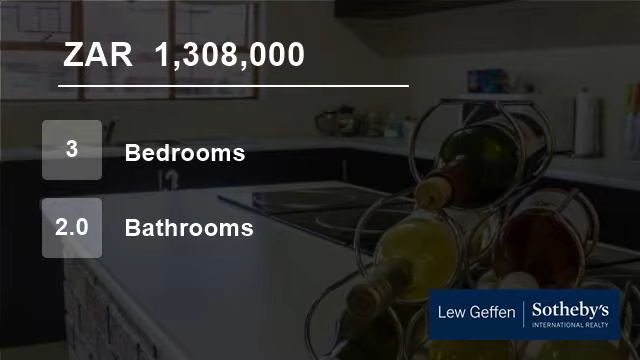 ZAR 1,308,000
3 Bedrooms
2.0 Bathrooms
Lew Geffen | Sotheby's
INTERNATIONAL REALTY